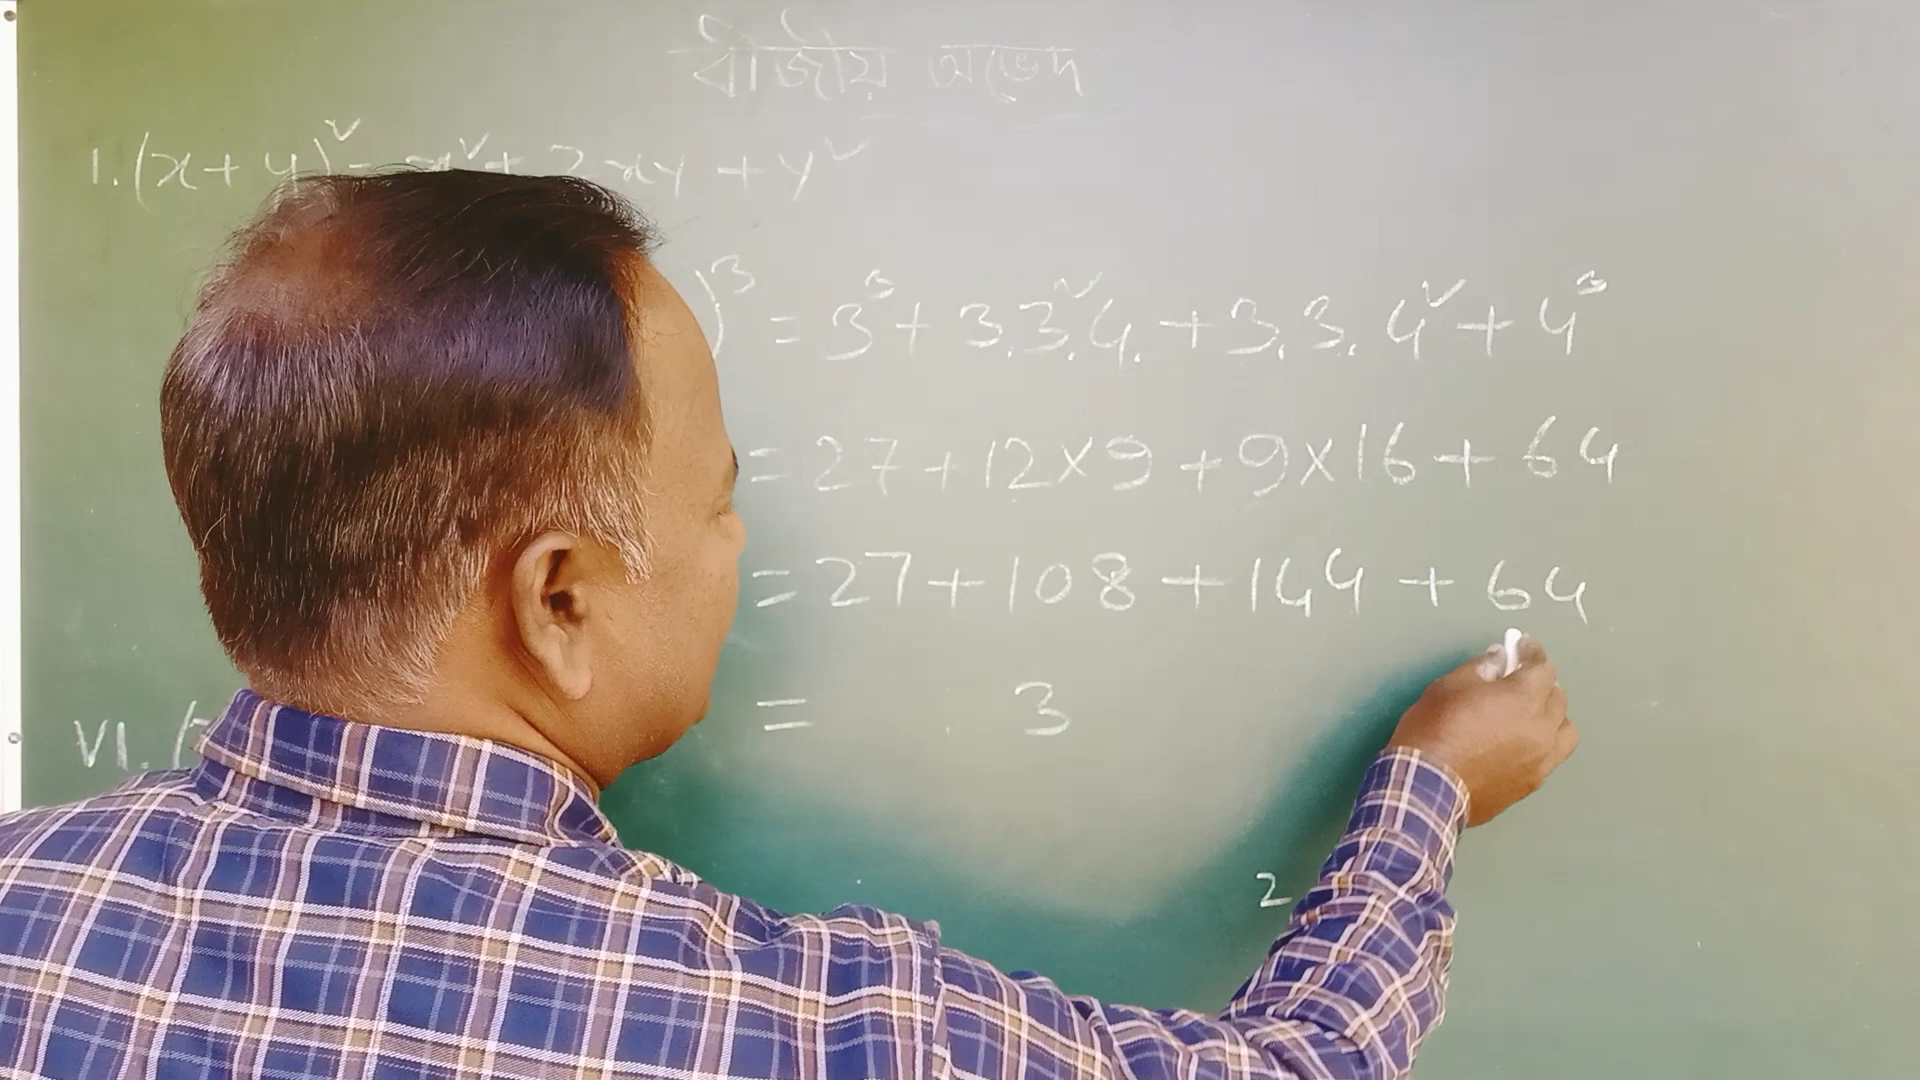 বীজীয় অভেদ
1. (x + y)² = x² + 2xy + y²
)³ = 3³ + 3.3².4. + 3.3.4² + 4³
= 27 + 12×9 + 9×16 + 64
= 27 + 108 + 144 + 64
= 3
VI. (
2